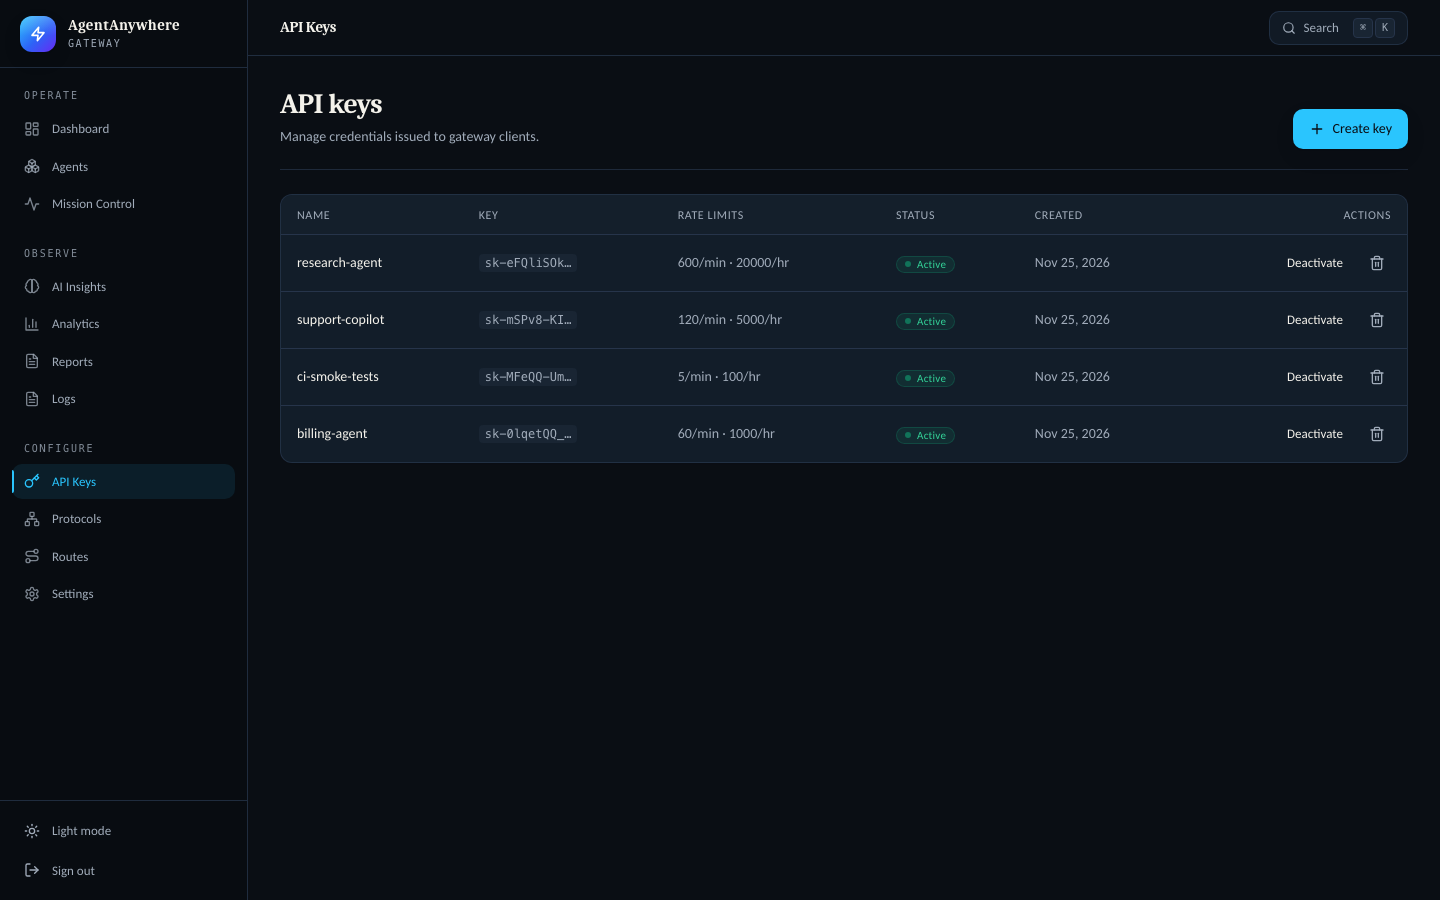 AgentAnywhere
GATEWAY
OPERATE
Dashboard
Agents
Mission Control
OBSERVE
AI Insights
Analytics
Reports
Logs
CONFIGURE
API Keys
Protocols
Routes
Settings
Light mode
Sign out
API Keys
Search ⌘ K
API keys
Manage credentials issued to gateway clients.
Create key
NAME KEY RATE LIMITS STATUS CREATED ACTIONS
research-agent sk-eFQliSOk… 600/min · 20000/hr Active Nov 25, 2026 Deactivate
support-copilot sk-mSPv8-KI… 120/min · 5000/hr Active Nov 25, 2026 Deactivate
ci-smoke-tests sk-MFeQQ-Um… 5/min · 100/hr Active Nov 25, 2026 Deactivate
billing-agent sk-0lqetQQ_… 60/min · 1000/hr Active Nov 25, 2026 Deactivate